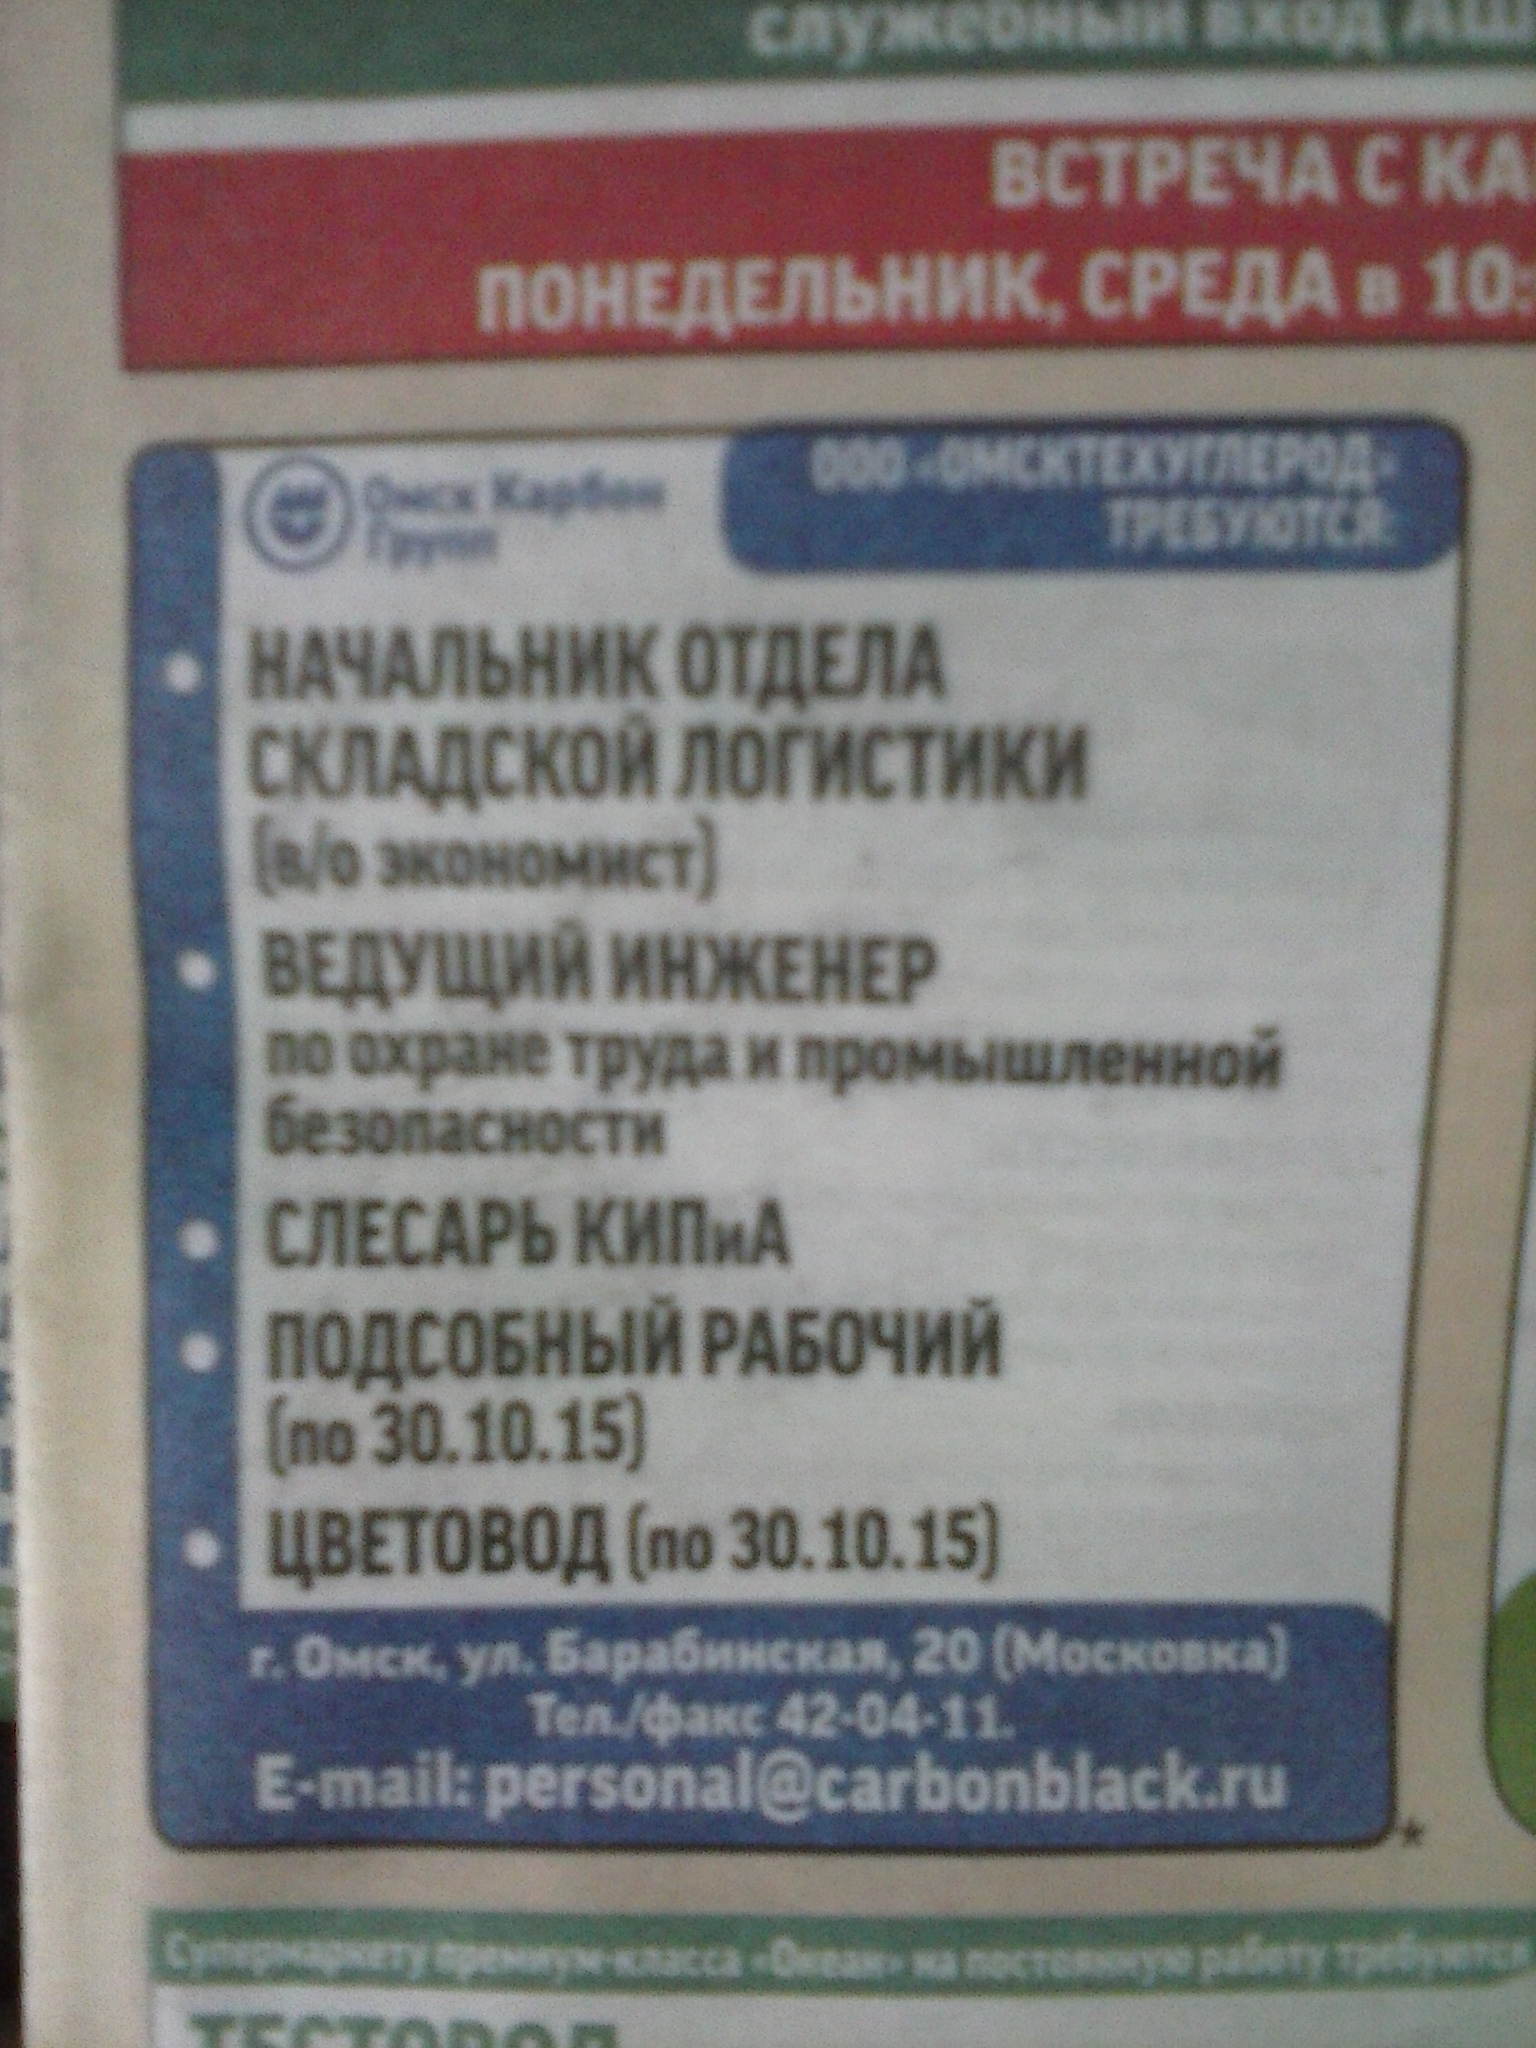 служебный вход АШ
ВСТРЕЧА С КА
ПОНЕДЕЛЬНИК, СРЕДА в 10:
Омск Карбон
Групп
ООО «ОМСКТЕХУГЛЕРОД»
ТРЕБУЮТСЯ:
• НАЧАЛЬНИК ОТДЕЛА
СКЛАДСКОЙ ЛОГИСТИКИ
(в/о экономист)
• ВЕДУЩИЙ ИНЖЕНЕР
по охране труда и промышленной
безопасности
• СЛЕСАРЬ КИПиА
• ПОДСОБНЫЙ РАБОЧИЙ
(по 30.10.15)
• ЦВЕТОВОД (по 30.10.15)
г. Омск, ул. Барабинская, 20 (Московка)
Тел./факс 42-04-11.
E-mail: personal@carbonblack.ru
*
Супермаркету премиум-класса «Океан» на постоянную работу требуются
ТЕСТОВОД